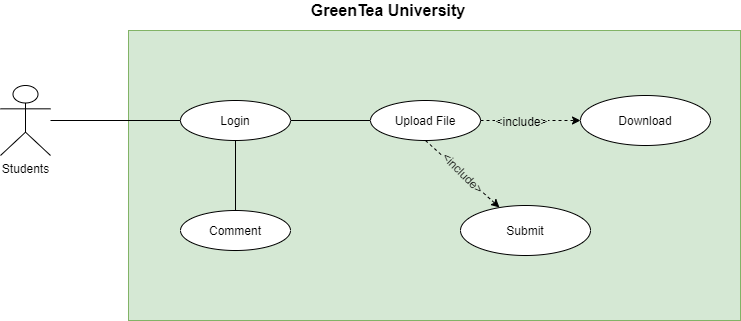 GreenTea University
Students
Login
Upload File
<include>
Download
<include>
Comment
Submit